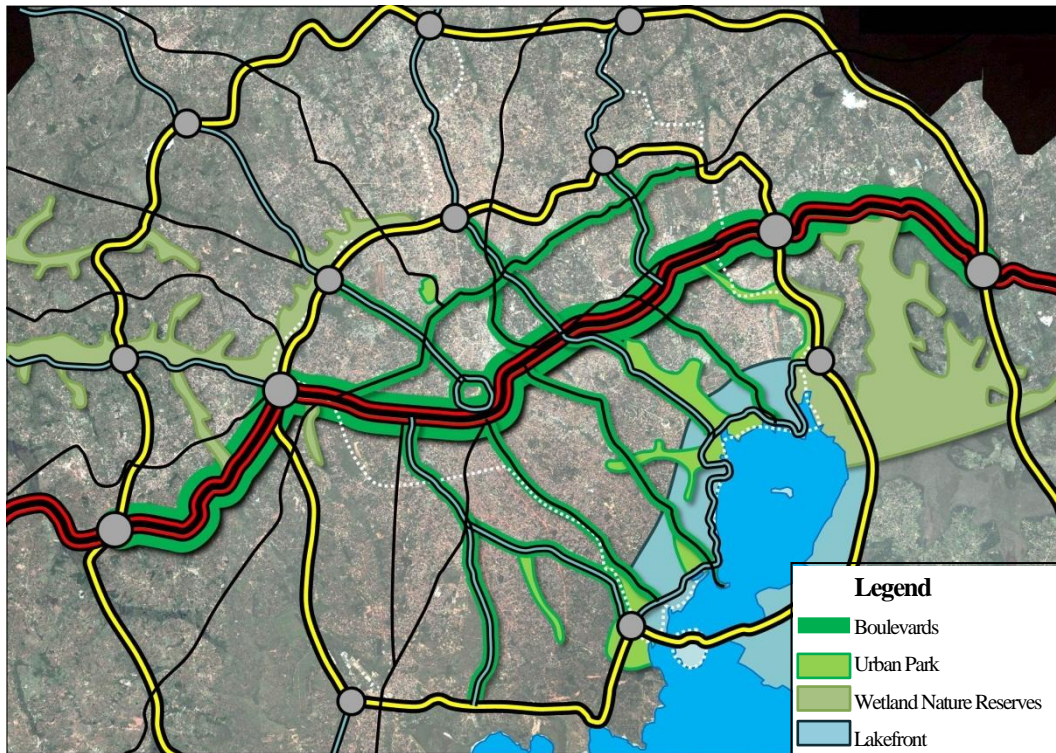 Legend
Boulevards
Urban Park
Wetland Nature Reserves
Lakefront